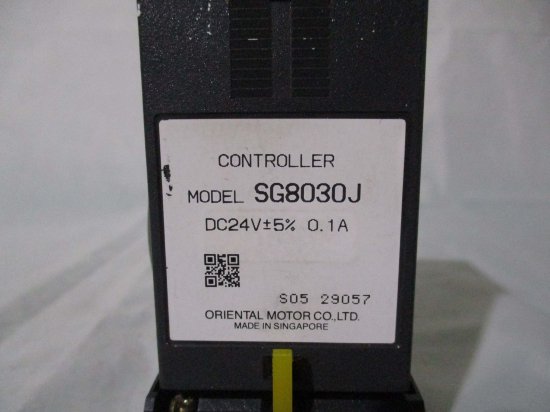 CONTROLLER
MODEL SG8030J
DC24V±5% 0.1A
S05 29057
ORIENTAL MOTOR CO.,LTD.
MADE IN SINGAPORE